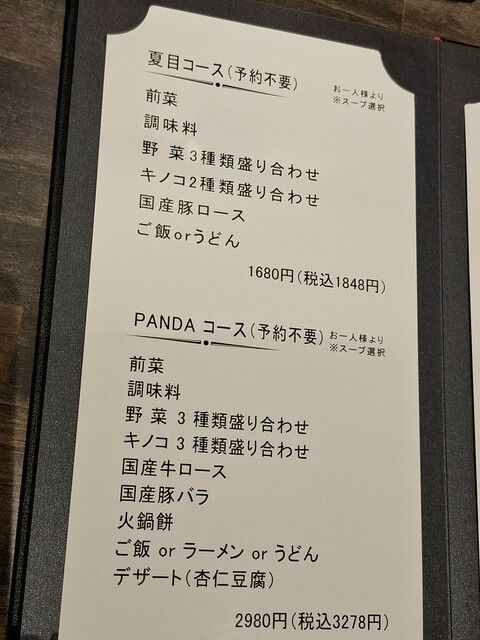 夏目コース(予約不要)
お一人様より
※スープ選択
前菜
調味料
野 菜3種類盛り合わせ
キノコ2種類盛り合わせ
国産豚ロース
ご飯orうどん
1680円(税込1848円)
PANDA コース(予約不要)
お一人様より
※スープ選択
前菜
調味料
野 菜 3 種類盛り合わせ
キノコ 3 種類盛り合わせ
国産牛ロース
国産豚バラ
火鍋餅
ご飯 or ラーメン or うどん
デザート(杏仁豆腐)
2980円(税込3278円)